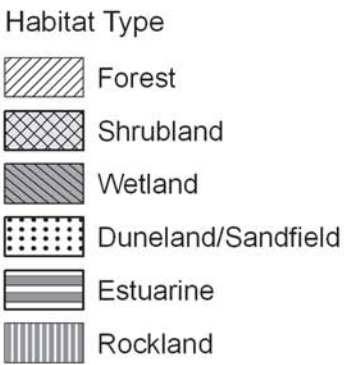 Habitat Type
Forest
Shrubland
Wetland
Duneland/Sandfield
Estuarine
Rockland